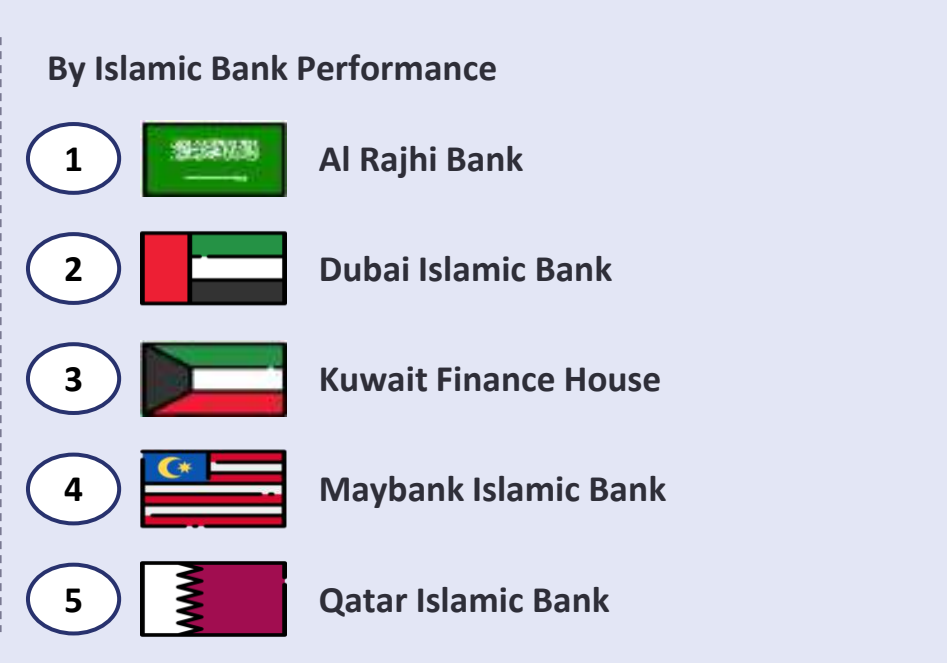 By Islamic Bank Performance
1 Al Rajhi Bank
2 Dubai Islamic Bank
3 Kuwait Finance House
4 Maybank Islamic Bank
5 Qatar Islamic Bank